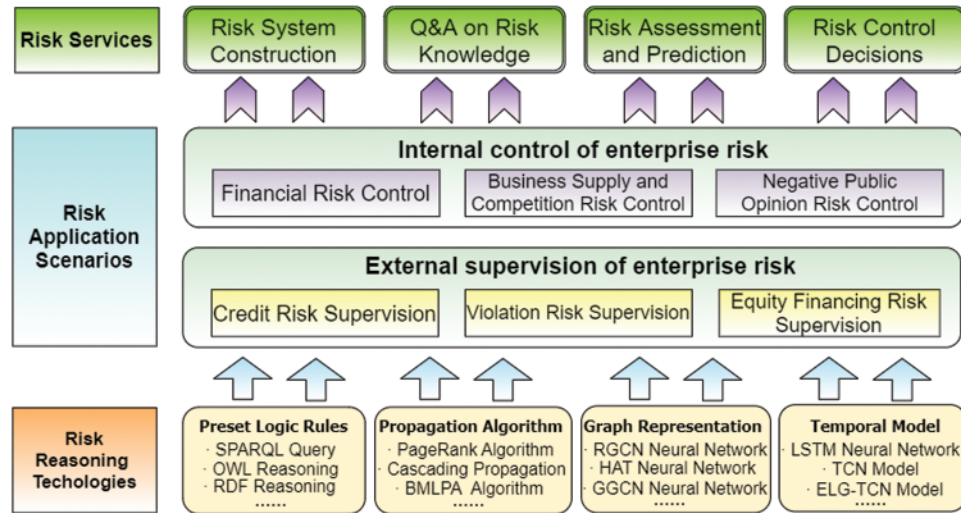 Risk Services
Risk System
Construction
Q&A on Risk
Knowledge
Risk Assessment
and Prediction
Risk Control
Decisions
Risk
Application
Scenarios
Internal control of enterprise risk
Financial Risk Control
Business Supply and
Competition Risk Control
Negative Public
Opinion Risk Control
External supervision of enterprise risk
Credit Risk Supervision
Violation Risk Supervision
Equity Financing Risk
Supervision
Risk
Reasoning
Techologies
Preset Logic Rules
· SPARQL Query
· OWL Reasoning
· RDF Reasoning
······
Propagation Algorithm
· PageRank Algorithm
· Cascading Propagation
· BMLPA Algorithm
······
Graph Representation
· RGCN Neural Network
· HAT Neural Network
· GGCN Neural Network
······
Temporal Model
· LSTM Neural Network
· TCN Model
· ELG-TCN Model
······